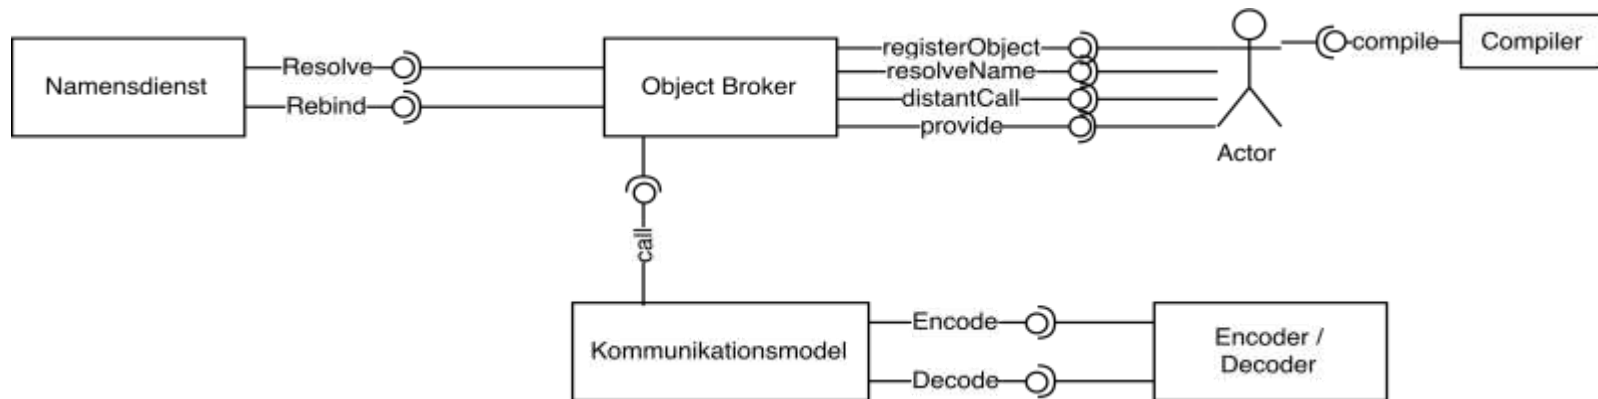 Namensdienst
Resolve
Rebind
Object Broker
registerObject
resolveName
distantCall
provide
Actor
compile
Compiler
call
Kommunikationsmodel
Encode
Decode
Encoder /
Decoder